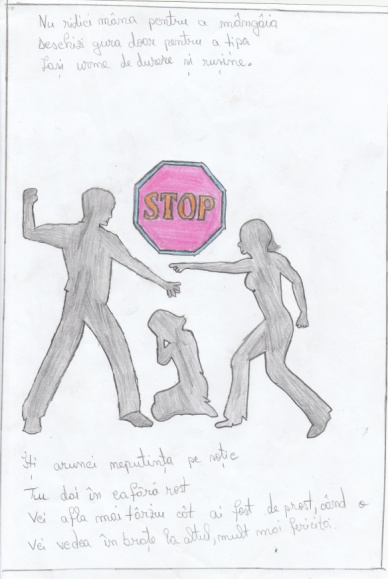 Nu ridici mâna pentru a mângâia
Deschizi gura doar pentru a țipa
Lași urme de durere și rușine.
STOP
Îți arunci neputința pe soție
Tu dai în ea fără rost
Vei afla mai târziu cât ai fost de prost, când o
Vei vedea în brațe la altul, mult mai fericită.